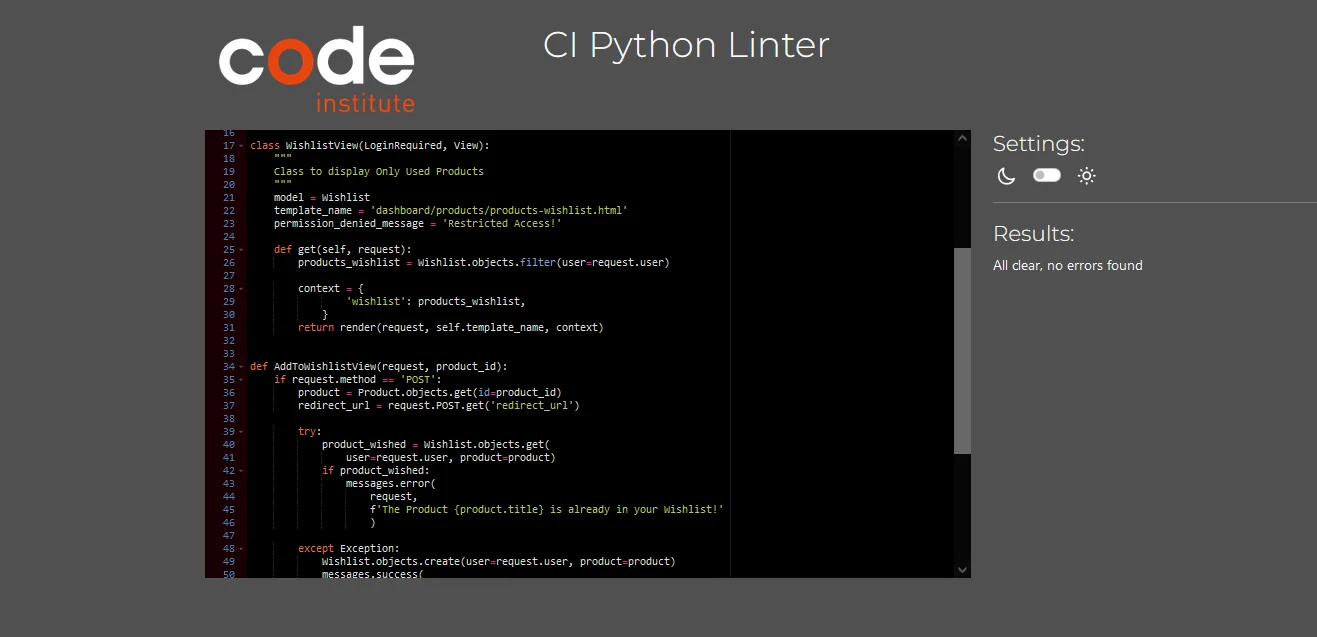 code
institute
CI Python Linter
16
17 class WishlistView(LoginRequired, View):
18     """
19     Class to display Only Used Products
20     """
21     model = Wishlist
22     template_name = 'dashboard/products/products-wishlist.html'
23     permission_denied_message = 'Restricted Access!'
24
25     def get(self, request):
26         products_wishlist = Wishlist.objects.filter(user=request.user)
27
28         context = {
29                 'wishlist': products_wishlist,
30             }
31         return render(request, self.template_name, context)
32
33
34 def AddToWishlistView(request, product_id):
35     if request.method == 'POST':
36         product = Product.objects.get(id=product_id)
37         redirect_url = request.POST.get('redirect_url')
38
39         try:
40             product_wished = Wishlist.objects.get(
41                 user=request.user, product=product)
42             if product_wished:
43                 messages.error(
44                     request,
45                     f'The Product {product.title} is already in your Wishlist!'
46                     )
47
48         except Exception:
49             Wishlist.objects.create(user=request.user, product=product)
50             messages.success(
Settings:
Results:
All clear, no errors found